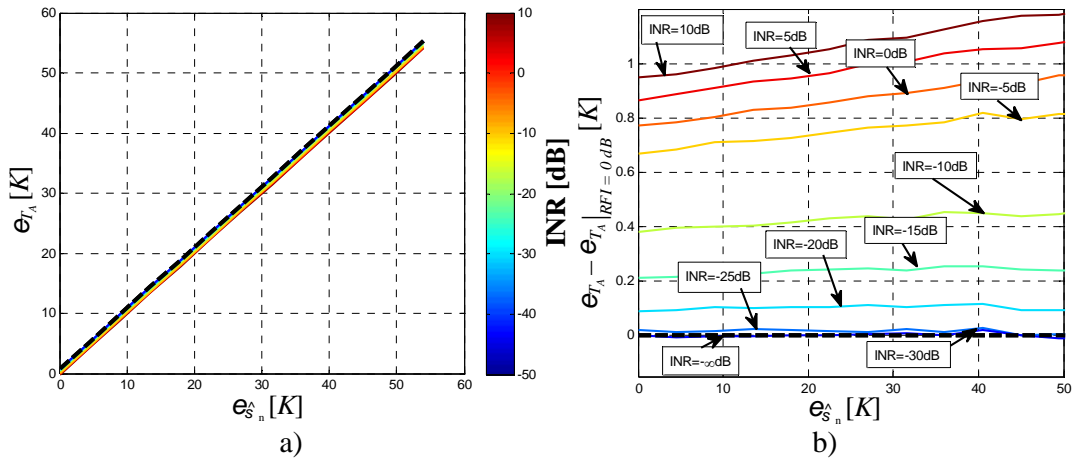 60
50
40
30
20
10
0
e_{T_A} [K]
0 10 20 30 40 50 60
e_{ŝ_n} [K]
a)
10
0
-10
-20
-30
-40
-50
INR [dB]
1
0.8
0.6
0.4
0.2
0
e_{T_A} − e_{T_A}|_{RFI = 0 dB} [K]
INR=10dB
INR=5dB
INR=0dB
INR=-5dB
INR=-10dB
INR=-15dB
INR=-20dB
INR=-25dB
INR=-∞dB
INR=-30dB
0 10 20 30 40 50
e_{ŝ_n} [K]
b)